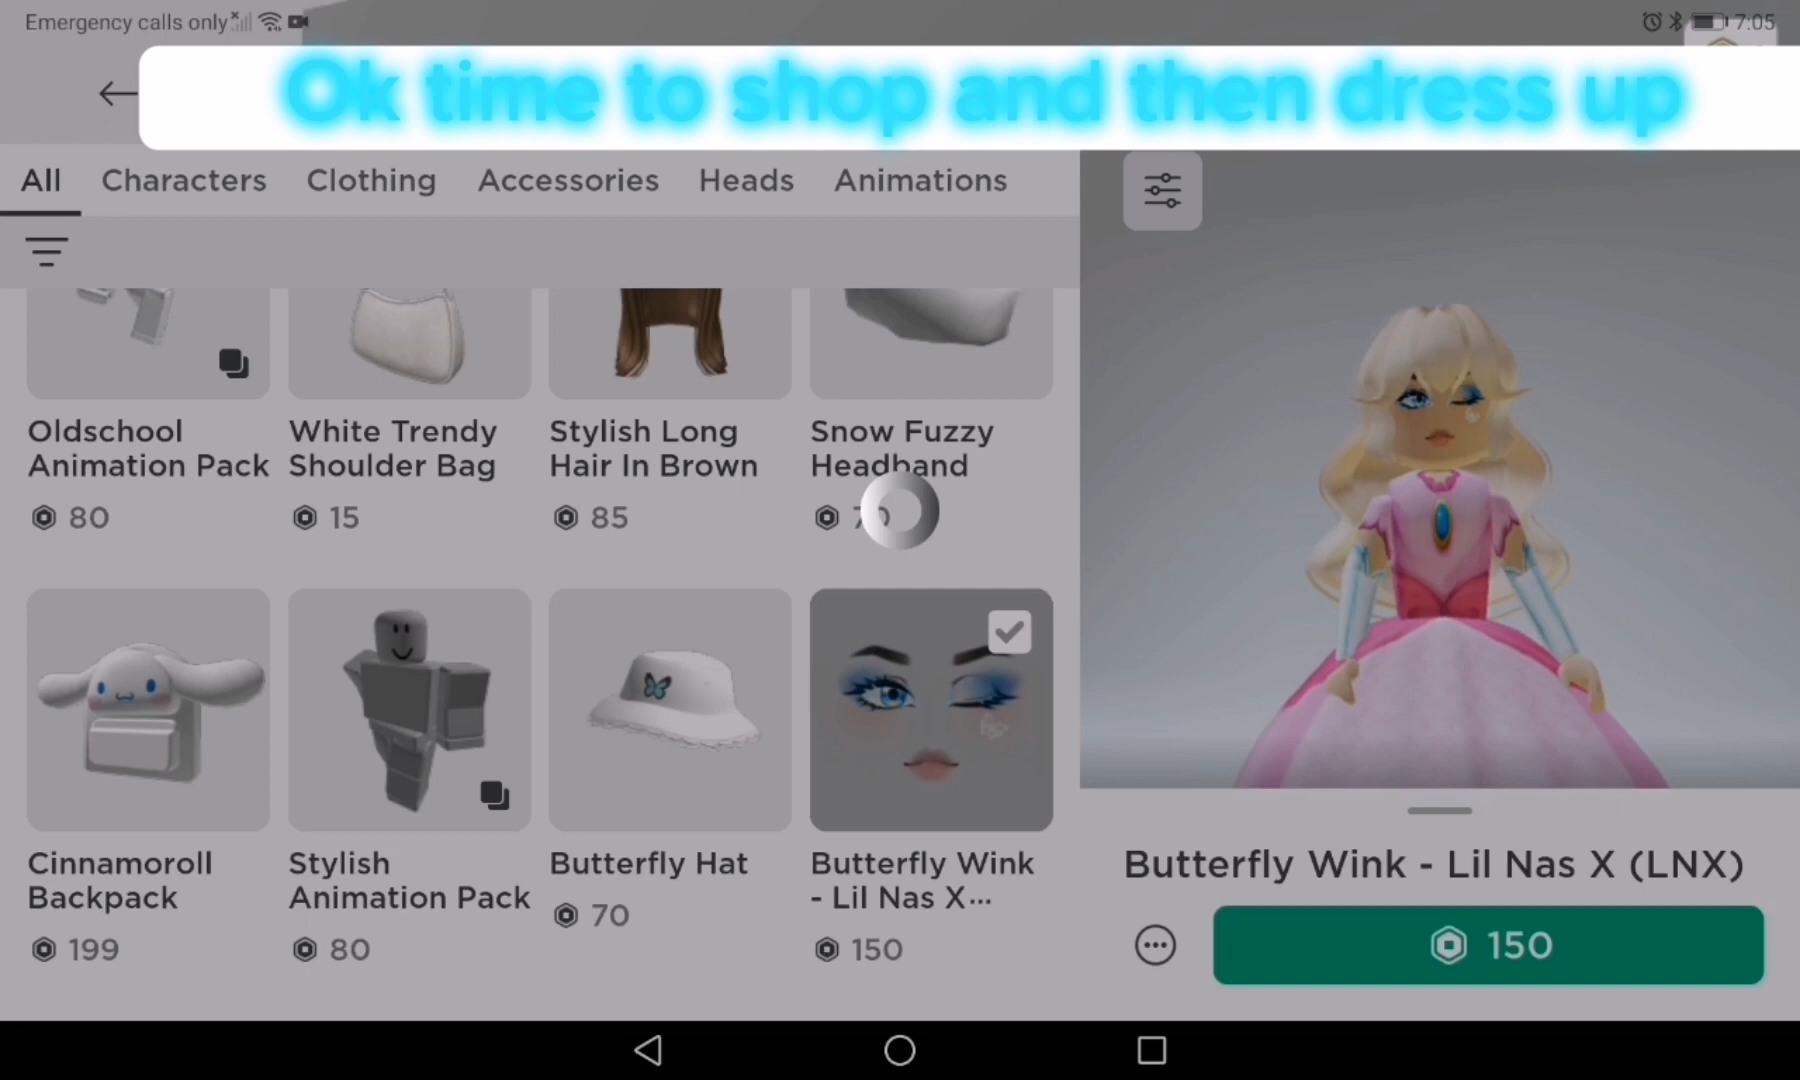 Emergency calls only
7:05
Ok time to shop and then dress up
All Characters Clothing Accessories Heads Animations
Oldschool
Animation Pack
80
White Trendy
Shoulder Bag
15
Stylish Long
Hair In Brown
85
Snow Fuzzy
Headband
Cinnamoroll
Backpack
199
Stylish
Animation Pack
80
Butterfly Hat
70
Butterfly Wink
- Lil Nas X...
150
Butterfly Wink - Lil Nas X (LNX)
150